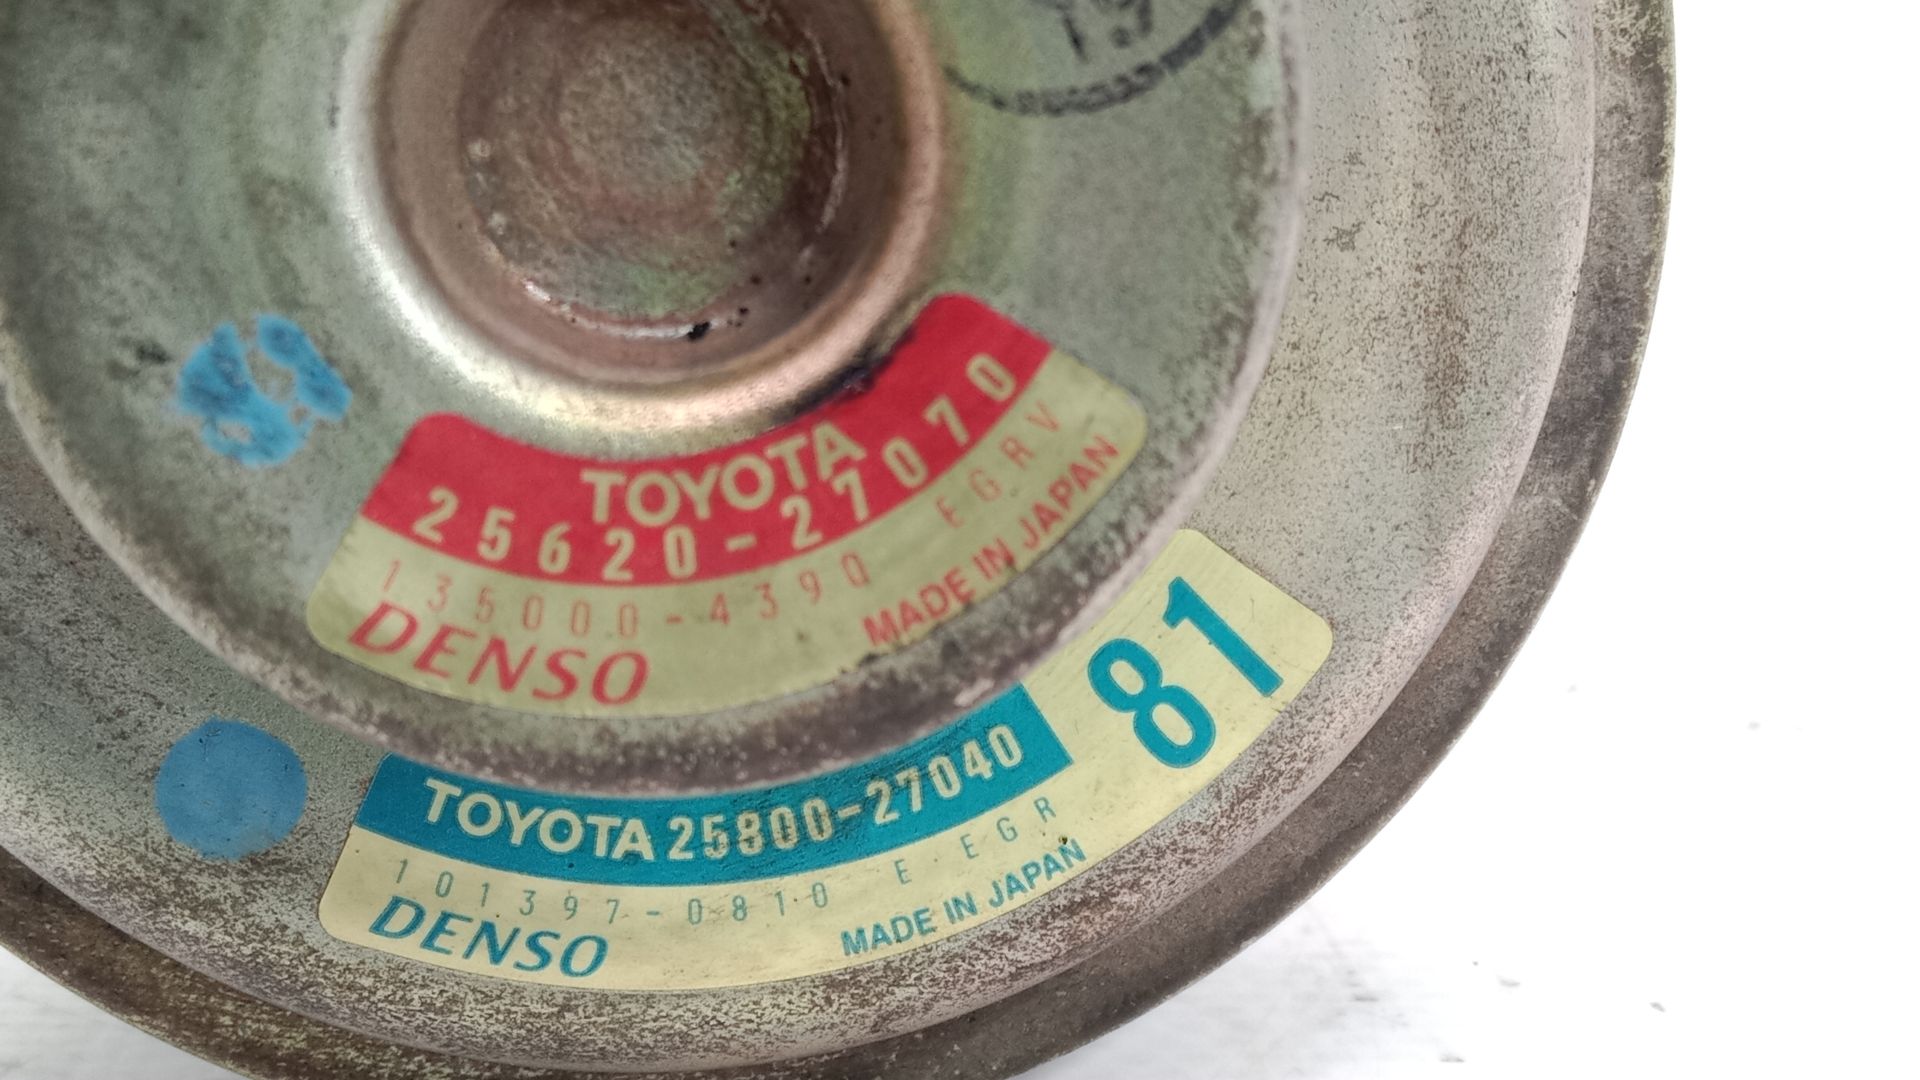 TOYOTA
25620-27070
135000-4390 EGRV
DENSO MADE IN JAPAN
81
TOYOTA 25800-27040
101397-0810 E EGR
DENSO MADE IN JAPAN